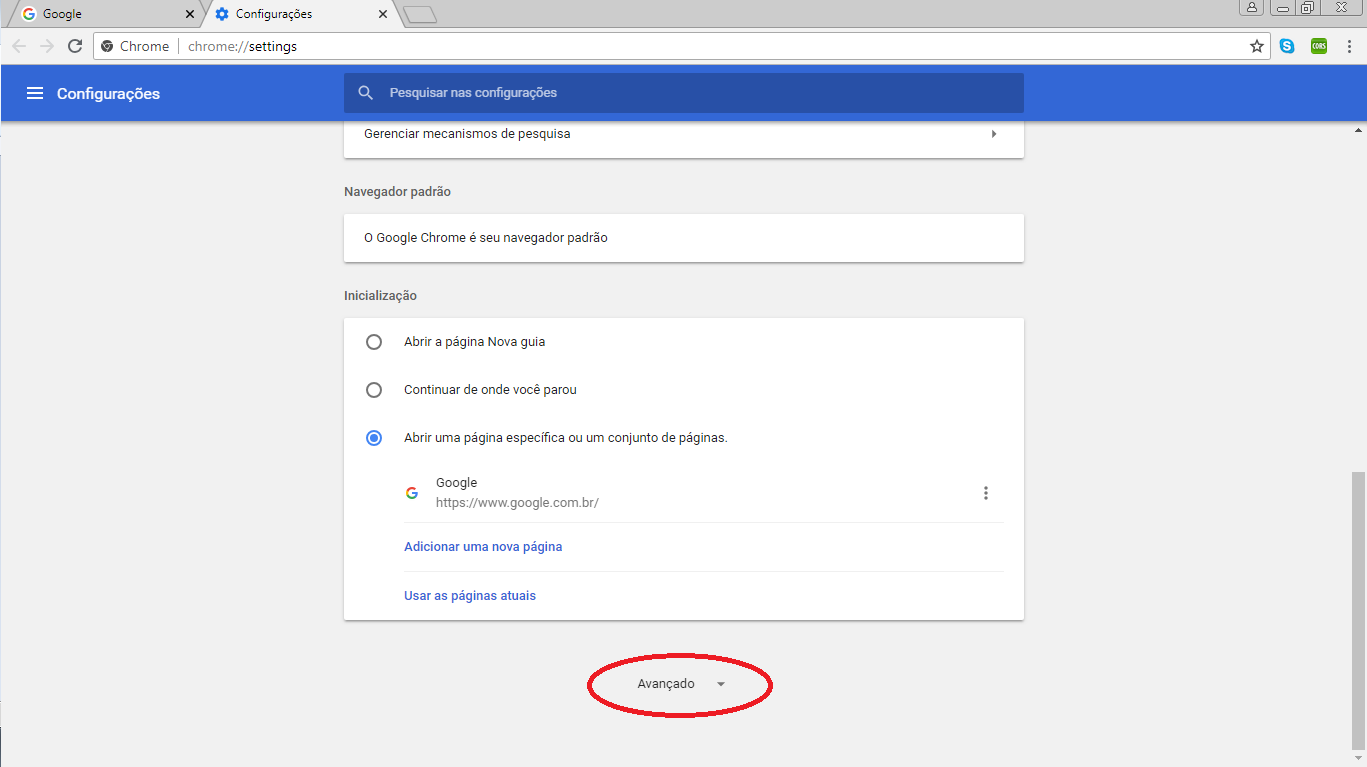 Google
Configurações
Chrome
chrome://settings
CORS
Configurações
Pesquisar nas configurações
Gerenciar mecanismos de pesquisa
Navegador padrão
O Google Chrome é seu navegador padrão
Inicialização
Abrir a página Nova guia
Continuar de onde você parou
Abrir uma página específica ou um conjunto de páginas.
Google
https://www.google.com.br/
Adicionar uma nova página
Usar as páginas atuais
Avançado